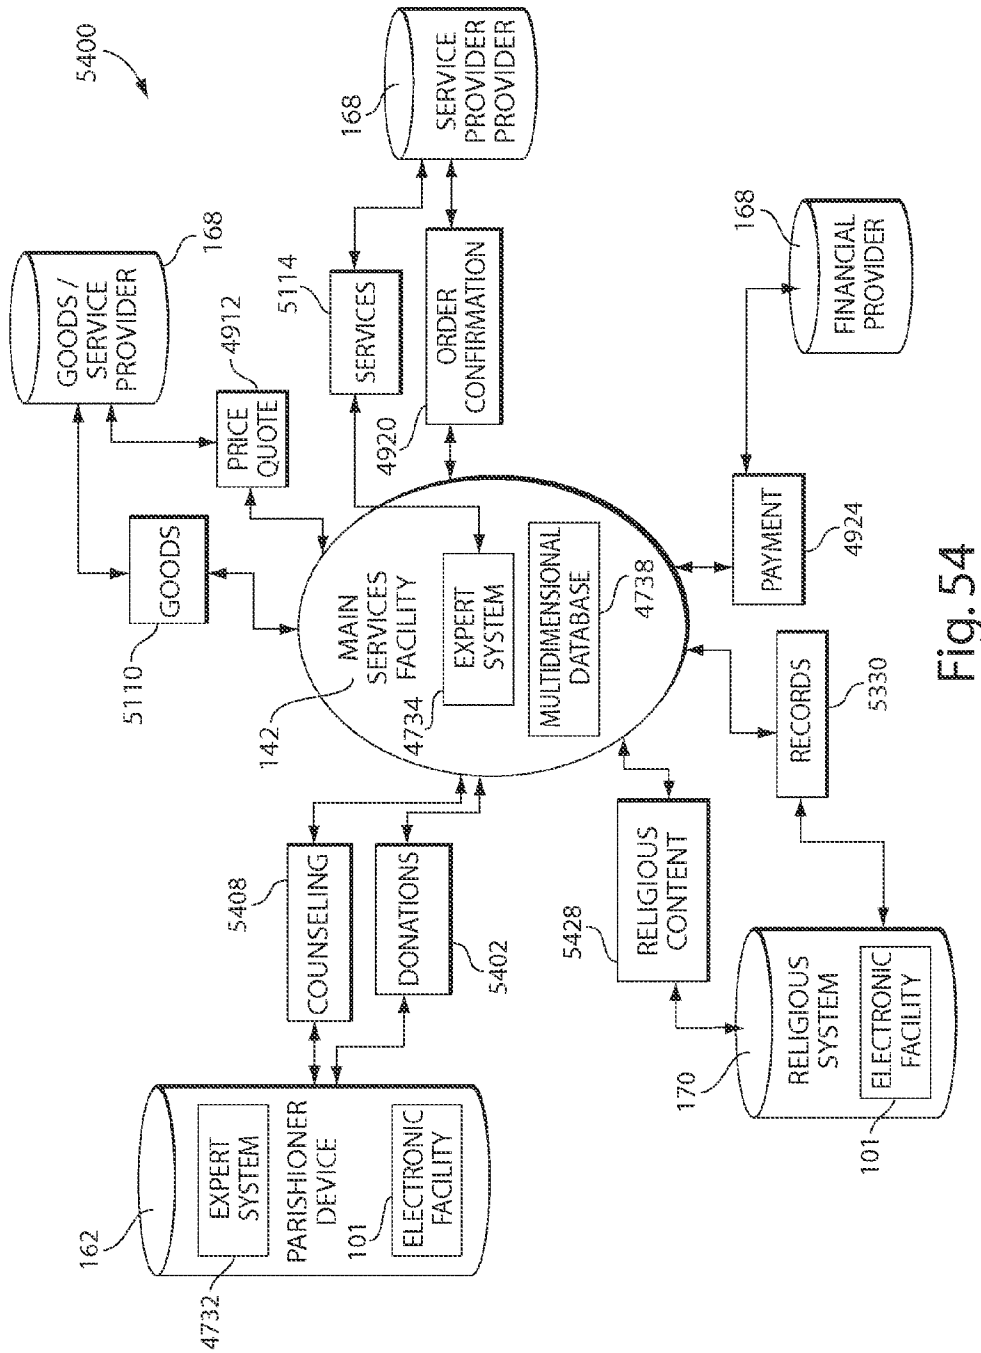 5400
162
EXPERT
SYSTEM
4732
PARISHIONER
DEVICE
101
ELECTRONIC
FACILITY
5408
COUNSELING
DONATIONS
5402
5110
GOODS
GOODS /
SERVICE
PROVIDER
168
PRICE
QUOTE
4912
5114
SERVICES
168
SERVICE
PROVIDER
PROVIDER
4920
ORDER
CONFIRMATION
142
MAIN
SERVICES
FACILITY
4734
EXPERT
SYSTEM
MULTIDIMENSIONAL
DATABASE
4738
5428
RELIGIOUS
CONTENT
170
RELIGIOUS
SYSTEM
ELECTRONIC
FACILITY
101
RECORDS
5330
PAYMENT
4924
168
FINANCIAL
PROVIDER
Fig. 54